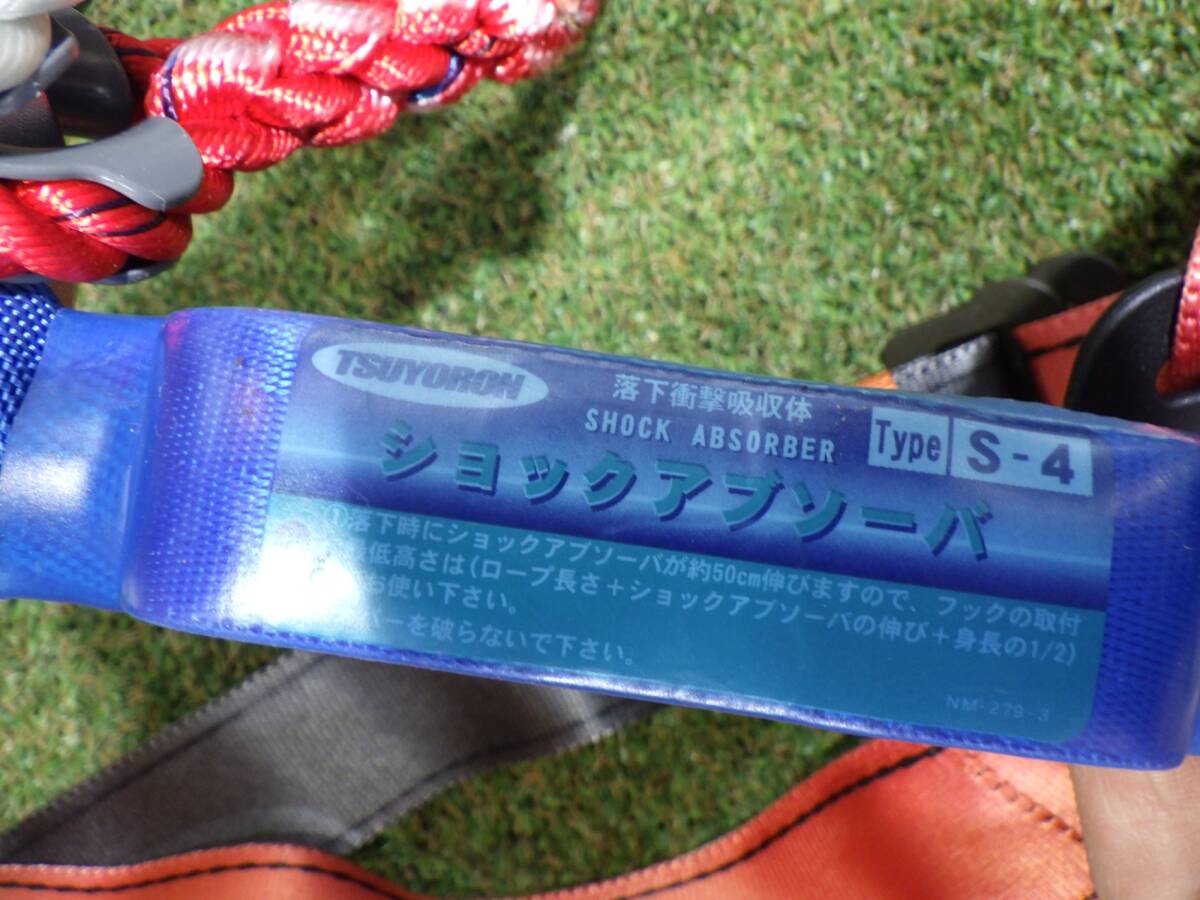 TSUYORON
落下衝撃吸収体
SHOCK ABSORBER
Type S-4
ショックアブソーバ
①落下時にショックアブソーバが約50cm伸びますので、フックの取付
低高さは(ロープ長さ+ショックアブソーバの伸び+身長の1/2)
お使い下さい。
ーを破らないで下さい。
NM-279-3